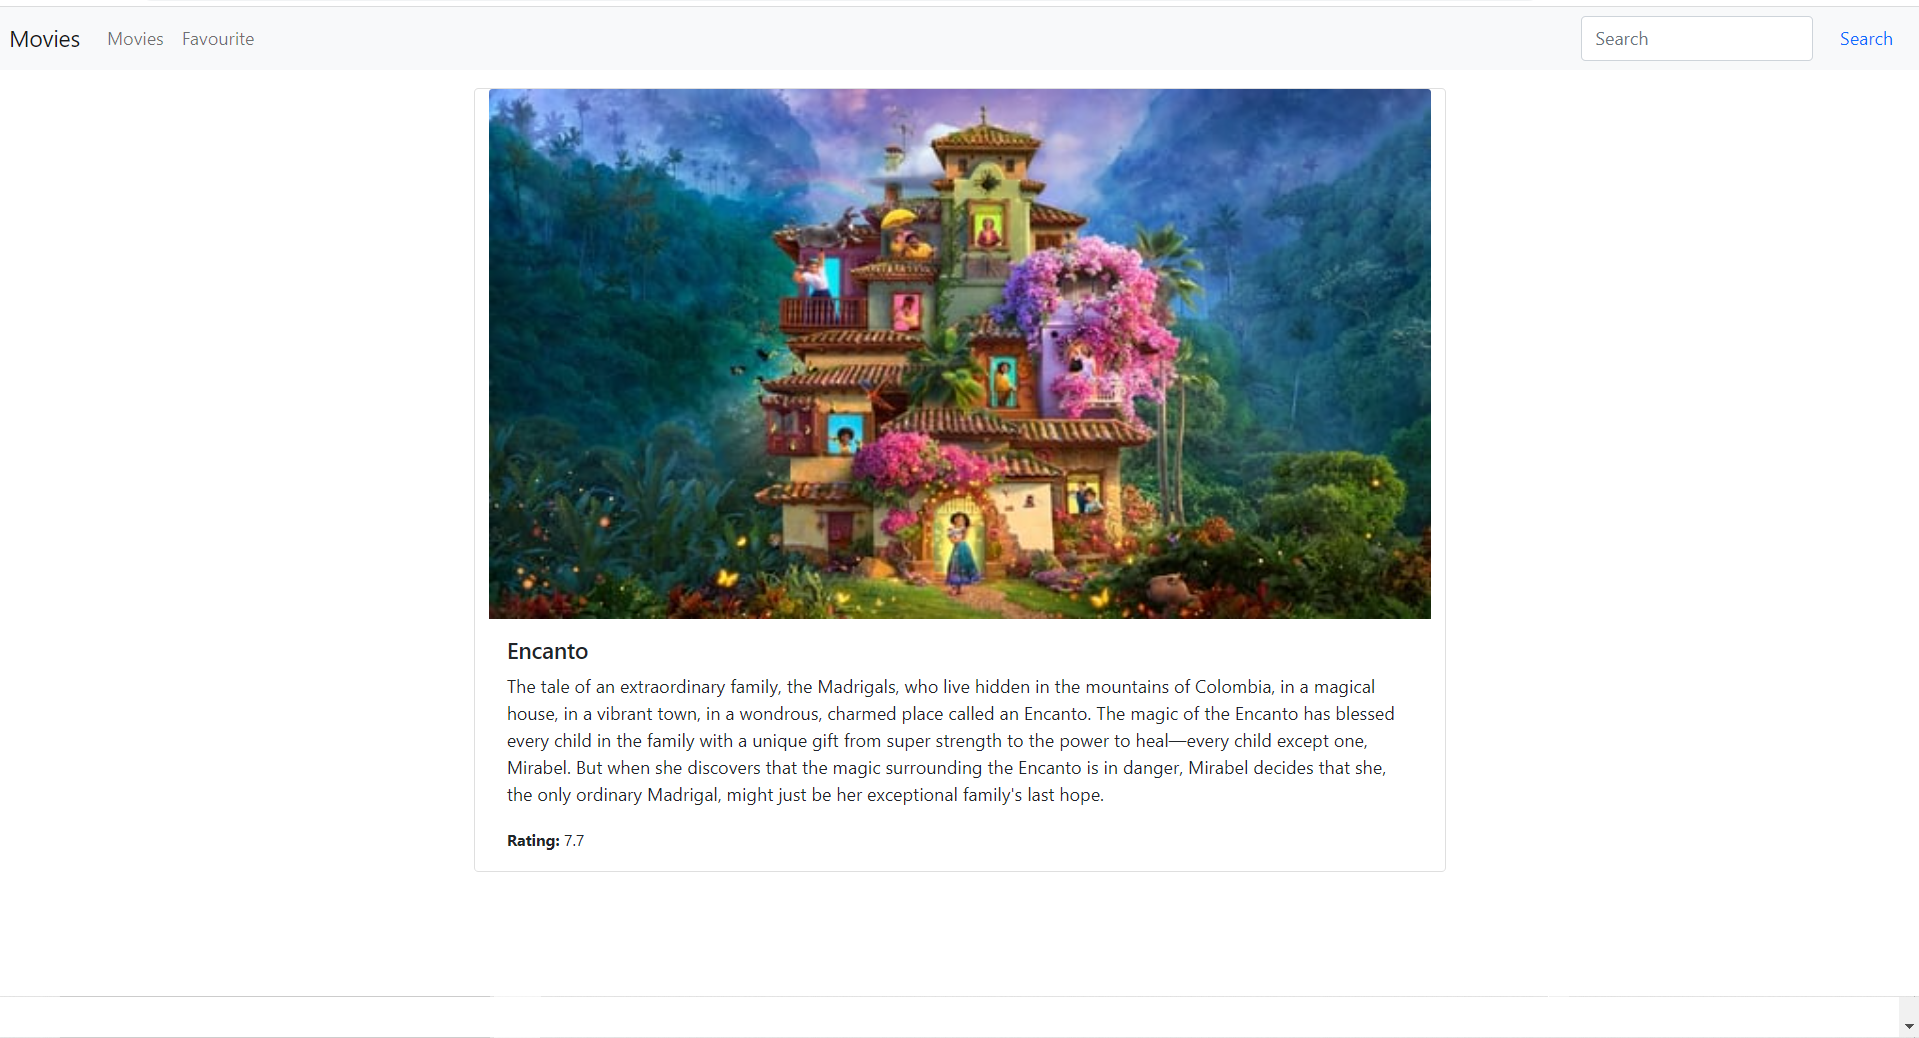 Movies Movies Favourite Search Search
Encanto
The tale of an extraordinary family, the Madrigals, who live hidden in the mountains of Colombia, in a magical
house, in a vibrant town, in a wondrous, charmed place called an Encanto. The magic of the Encanto has blessed
every child in the family with a unique gift from super strength to the power to heal—every child except one,
Mirabel. But when she discovers that the magic surrounding the Encanto is in danger, Mirabel decides that she,
the only ordinary Madrigal, might just be her exceptional family's last hope.
Rating: 7.7